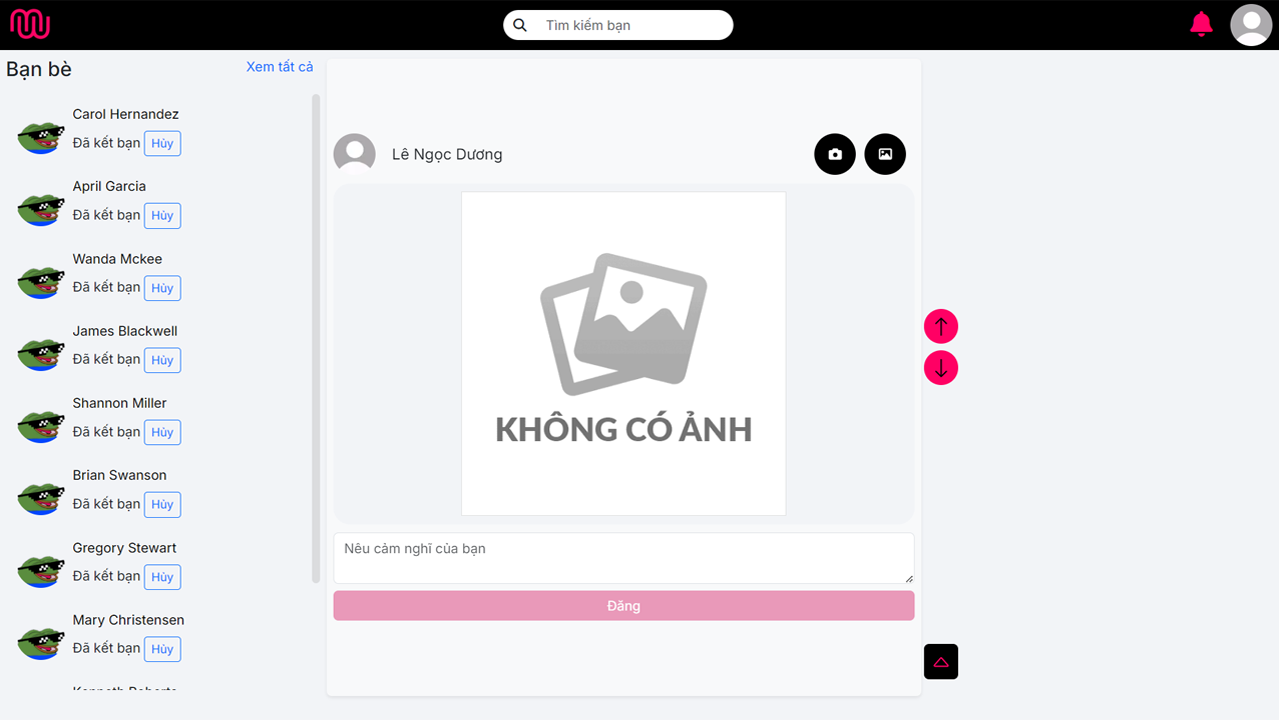 Tìm kiếm bạn
Bạn bè
Xem tất cả
Carol Hernandez
Đã kết bạn Hủy
April Garcia
Đã kết bạn Hủy
Wanda Mckee
Đã kết bạn Hủy
James Blackwell
Đã kết bạn Hủy
Shannon Miller
Đã kết bạn Hủy
Brian Swanson
Đã kết bạn Hủy
Gregory Stewart
Đã kết bạn Hủy
Mary Christensen
Đã kết bạn Hủy
Lê Ngọc Dương
KHÔNG CÓ ẢNH
Nêu cảm nghĩ của bạn
Đăng